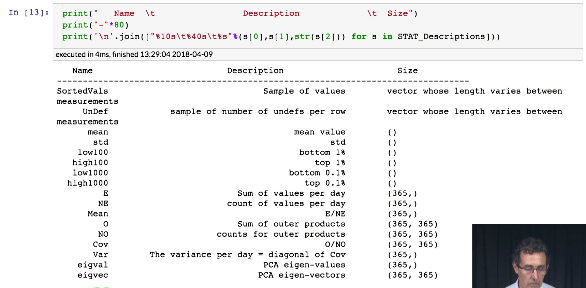 In [13]: print("   Name  \t                 Description             \t  Size")
print("-"*80)
print('\n'.join(["%10s\t%40s\t%s"%(s[0],s[1],str(s[2])) for s in STAT_Descriptions]))
executed in 4ms, finished 13:29:04 2018-04-09
Name Description Size
--------------------------------------------------------------------------------
SortedVals Sample of values vector whose length varies between
measurements
UnDef sample of number of undefs per row vector whose length varies between
measurements
mean mean value ()
std std ()
low100 bottom 1% ()
high100 top 1% ()
low1000 bottom 0.1% ()
high1000 top 0.1% ()
E Sum of values per day (365,)
NE count of values per day (365,)
Mean E/NE (365,)
O Sum of outer products (365, 365)
NO counts for outer products (365, 365)
Cov O/NO (365, 365)
Var The variance per day = diagonal of Cov (365,)
eigval PCA eigen-values (365,)
eigvec PCA eigen-vectors (365, 365)